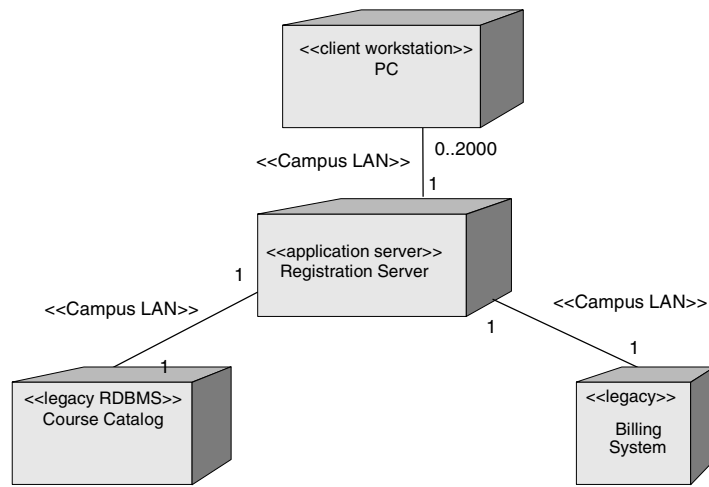 <<client workstation>>
PC
0..2000
<<Campus LAN>>
1
<<application server>>
Registration Server
1
<<Campus LAN>>
<<Campus LAN>>
1
1
1
<<legacy RDBMS>>
Course Catalog
<<legacy>>
Billing
System